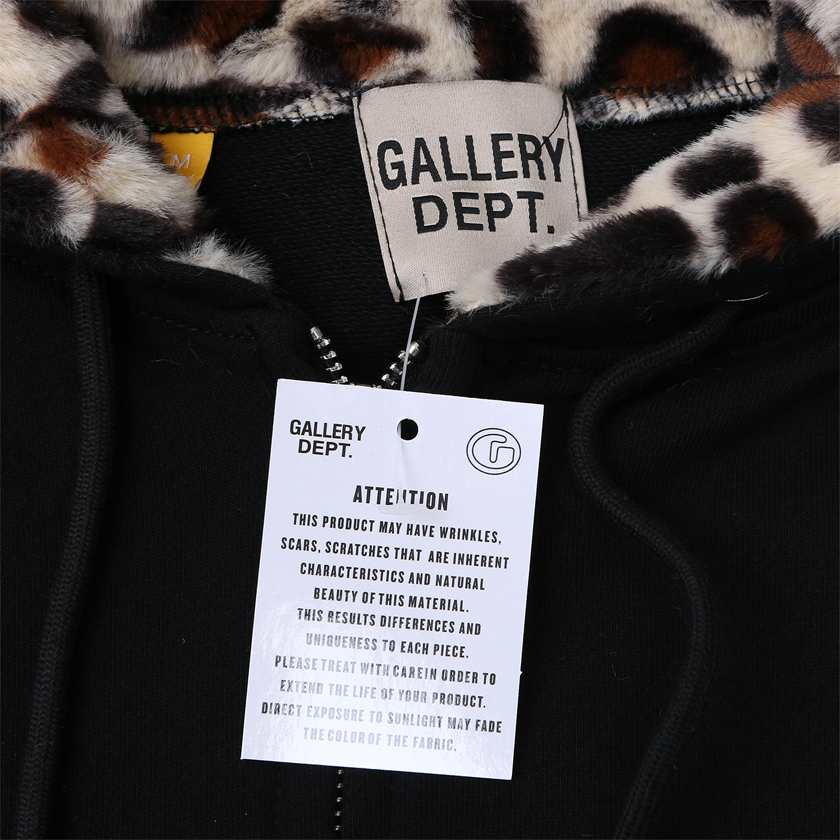 M
GALLERY
DEPT.
GALLERY
DEPT.
G
ATTENTION
THIS PRODUCT MAY HAVE WRINKLES,
SCARS, SCRATCHES THAT ARE INHERENT
CHARACTERISTICS AND NATURAL
BEAUTY OF THIS MATERIAL.
THIS RESULTS DIFFERENCES AND
UNIQUENESS TO EACH PIECE.
PLEASE TREAT WITH CAREIN ORDER TO
EXTEND THE LIFE OF YOUR PRODUCT.
DIRECT EXPOSURE TO SUNLIGHT MAY FADE
THE COLOR OF THE FABRIC.